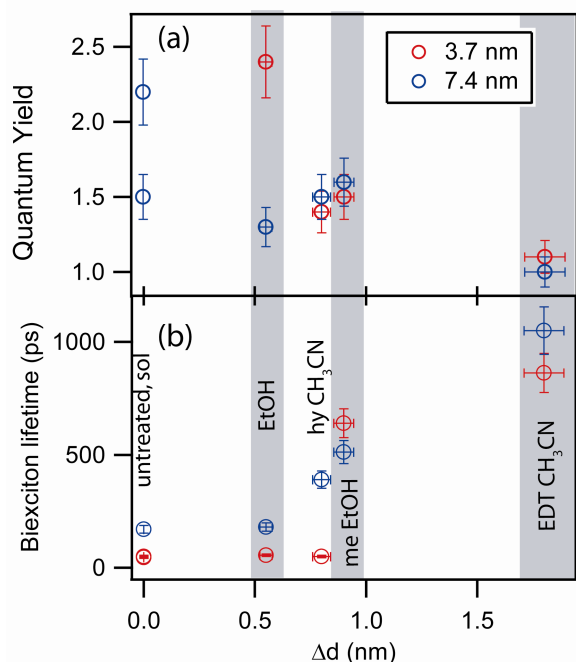 (a)
3.7 nm
7.4 nm
Quantum Yield
2.5
2.0
1.5
1.0
(b)
Biexciton lifetime (ps)
1000
500
0
untreated, sol
EtOH
hy CH₃CN
me EtOH
EDT CH₃CN
0.0
0.5
1.0
1.5
Δd (nm)